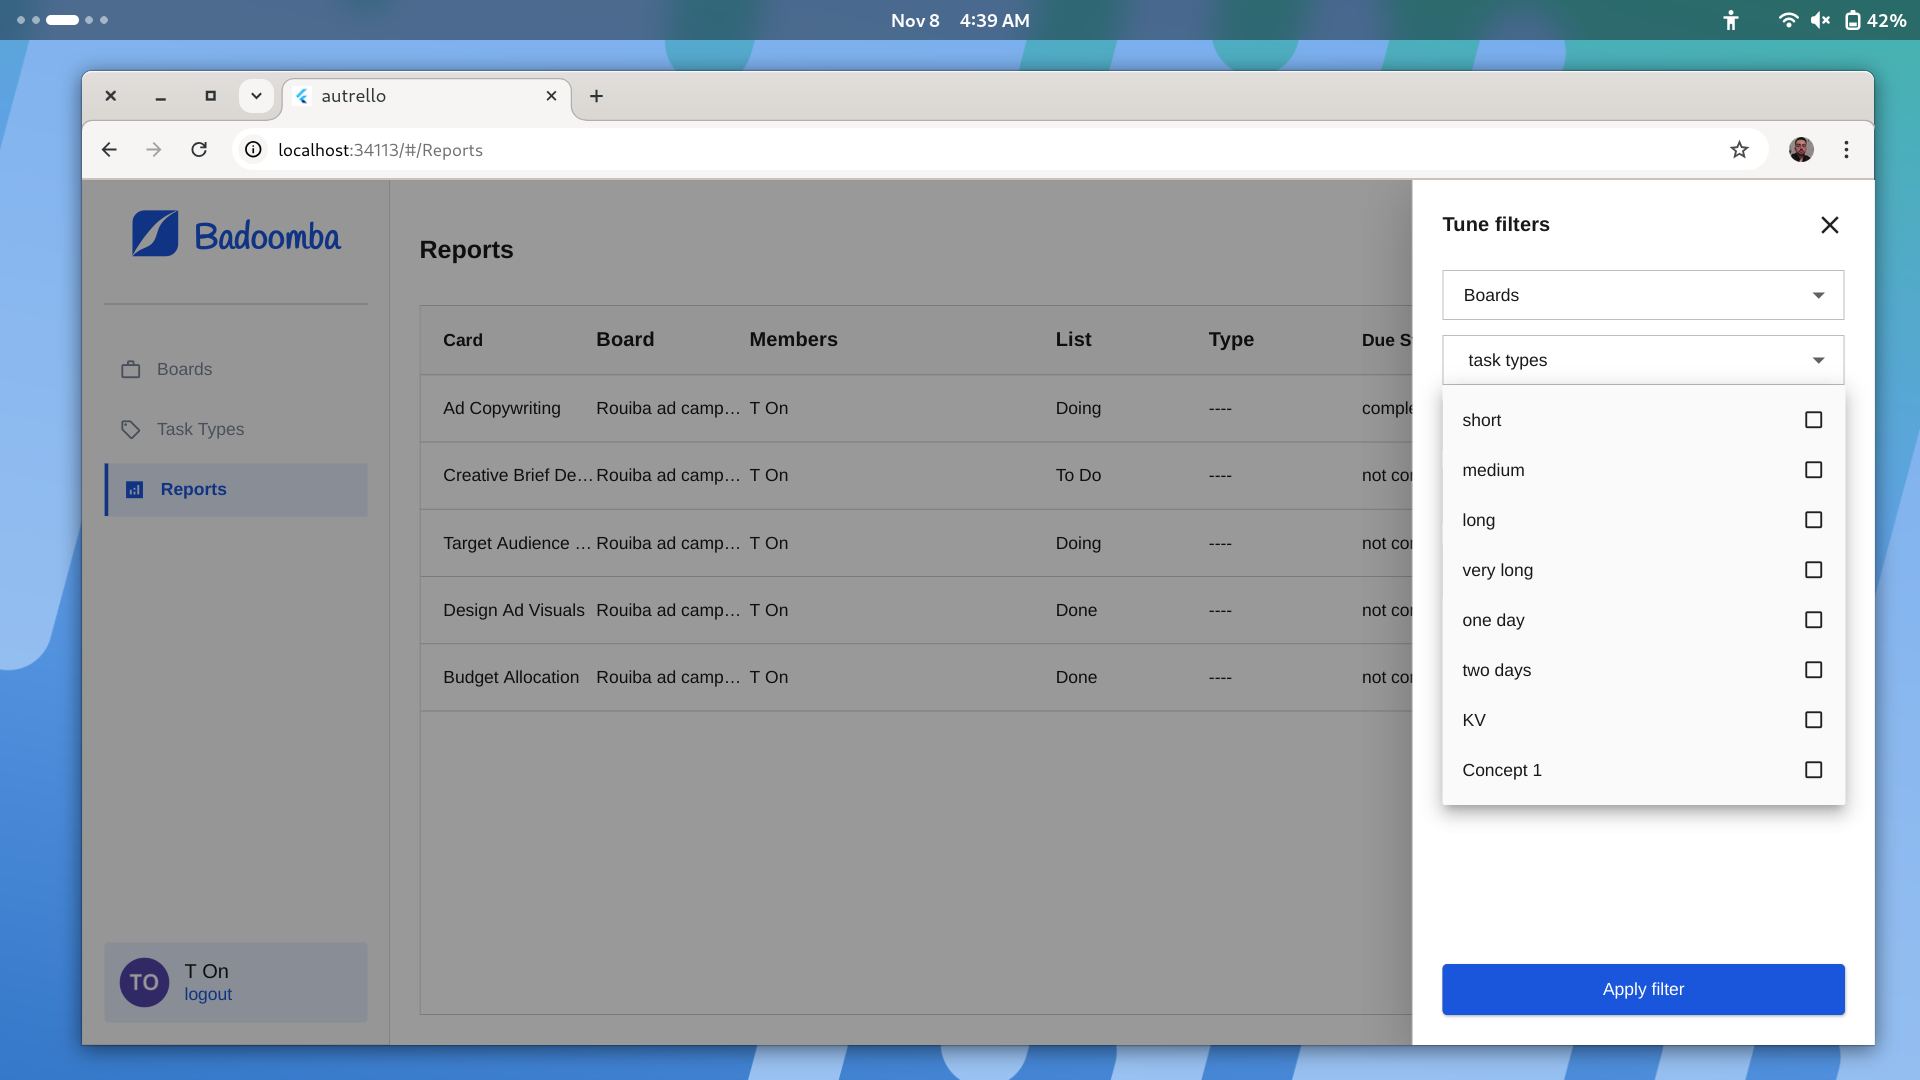 Nov 8 4:39 AM
42%
autrello
localhost:34113/#/Reports
Badoomba
Boards
Task Types
Reports
TO
T On
logout
Reports
Card Board Members List Type Due S
Ad Copywriting Rouiba ad camp... T On Doing ---- comple
Creative Brief De... Rouiba ad camp... T On To Do ---- not co
Target Audience ... Rouiba ad camp... T On Doing ---- not co
Design Ad Visuals Rouiba ad camp... T On Done ---- not co
Budget Allocation Rouiba ad camp... T On Done ---- not co
Tune filters
Boards
task types
short
medium
long
very long
one day
two days
KV
Concept 1
Apply filter